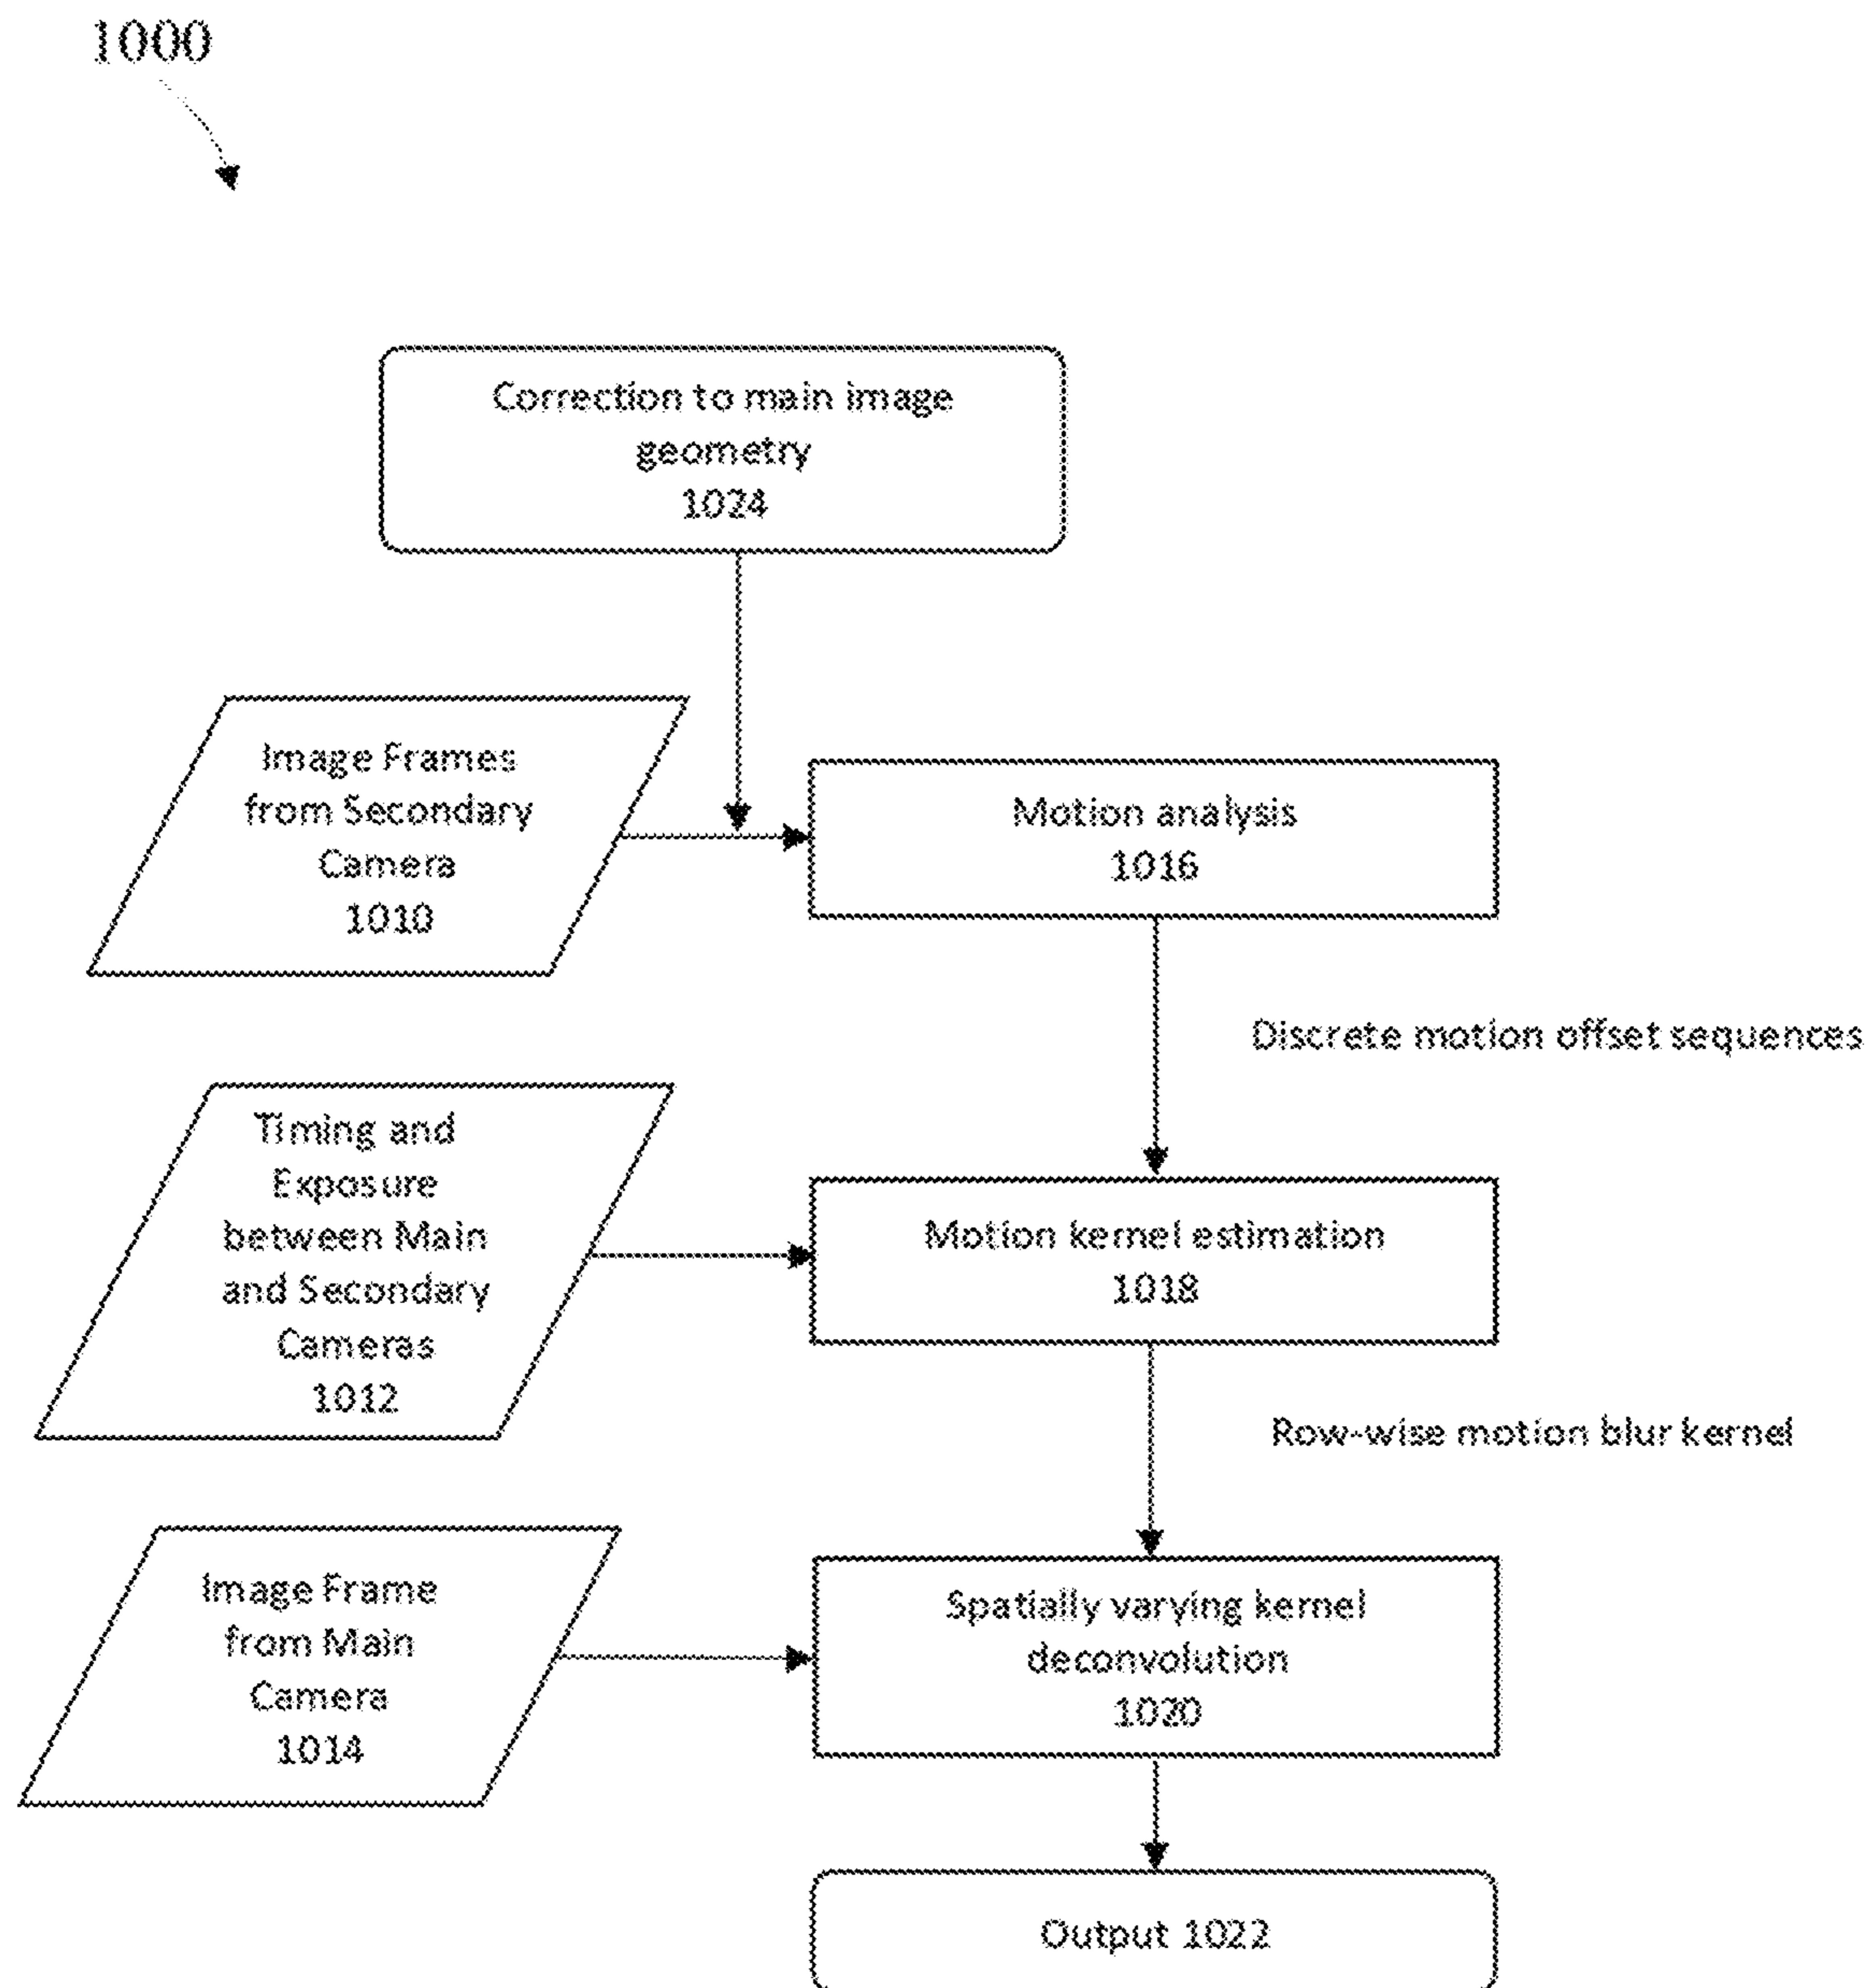 1000
Correction to main image
geometry
1024
Image Frames
from Secondary
Camera
1010
Motion analysis
1016
Discrete motion offset sequences
Timing and
Exposure
between Main
and Secondary
Cameras
1012
Motion kernel estimation
1018
Row-wise motion blur kernel
Image Frame
from Main
Camera
1014
Spatially varying kernel
deconvolution
1020
Output 1022